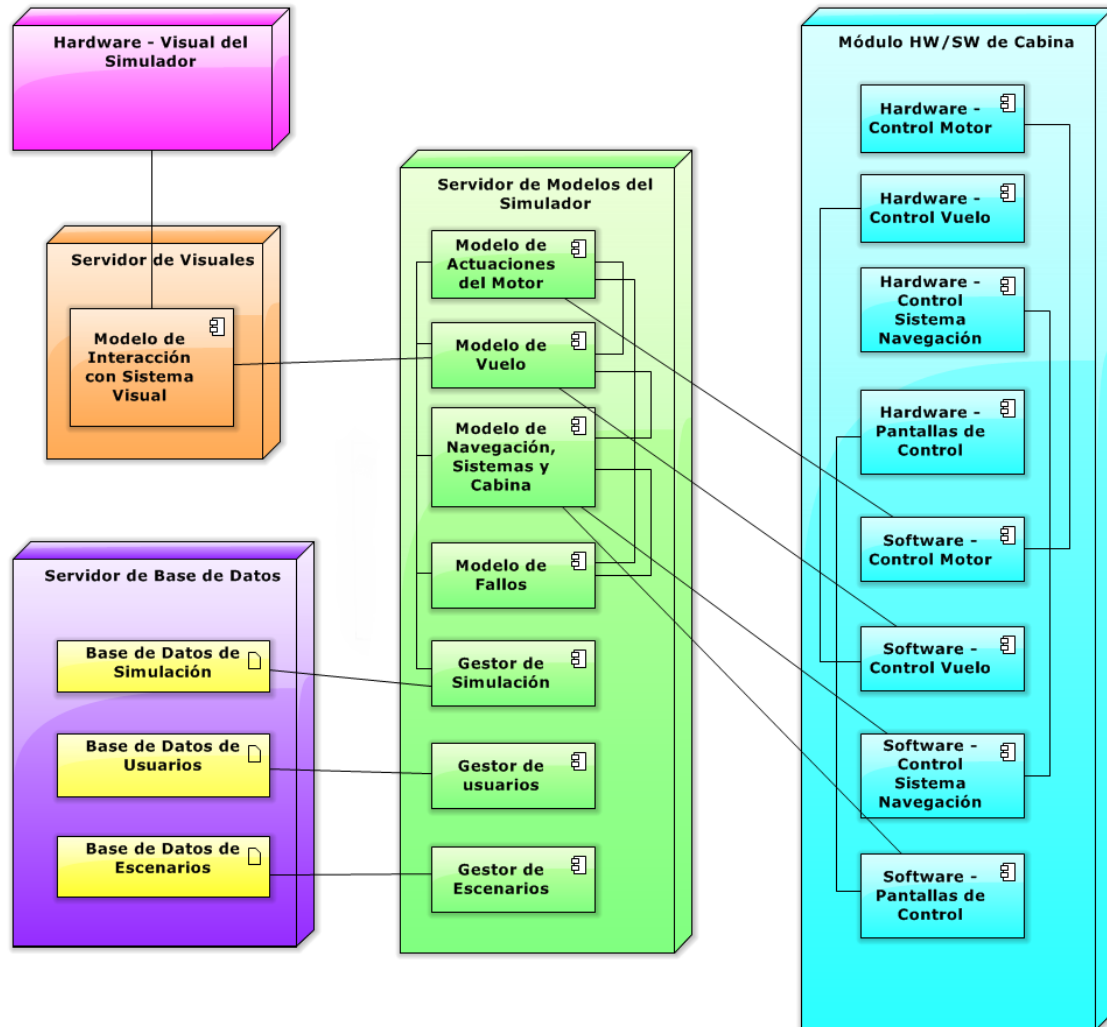 Hardware - Visual del
Simulador
Servidor de Visuales
Modelo de
Interacción
con Sistema
Visual
Servidor de Base de Datos
Base de Datos de
Simulación
Base de Datos de
Usuarios
Base de Datos de
Escenarios
Servidor de Modelos del
Simulador
Modelo de
Actuaciones
del Motor
Modelo de
Vuelo
Modelo de
Navegación,
Sistemas y
Cabina
Modelo de
Fallos
Gestor de
Simulación
Gestor de
usuarios
Gestor de
Escenarios
Módulo HW/SW de Cabina
Hardware -
Control Motor
Hardware -
Control Vuelo
Hardware -
Control
Sistema
Navegación
Hardware -
Pantallas de
Control
Software -
Control Motor
Software -
Control Vuelo
Software -
Control
Sistema
Navegación
Software -
Pantallas de
Control